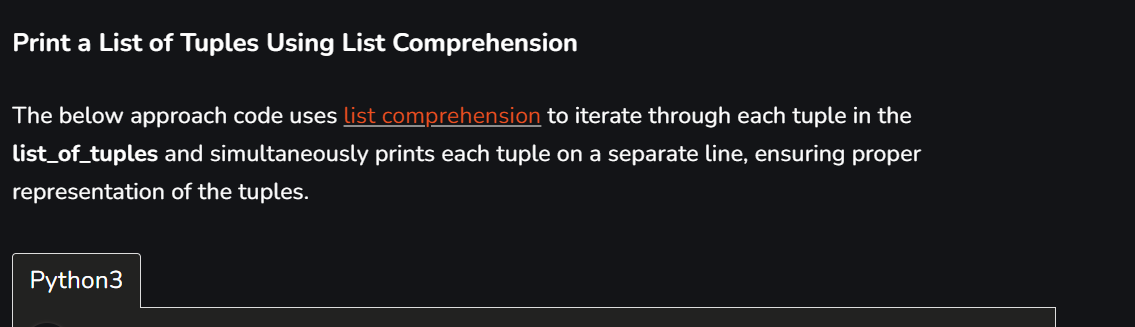 Print a List of Tuples Using List Comprehension
The below approach code uses list comprehension to iterate through each tuple in the
list_of_tuples and simultaneously prints each tuple on a separate line, ensuring proper
representation of the tuples.
Python3